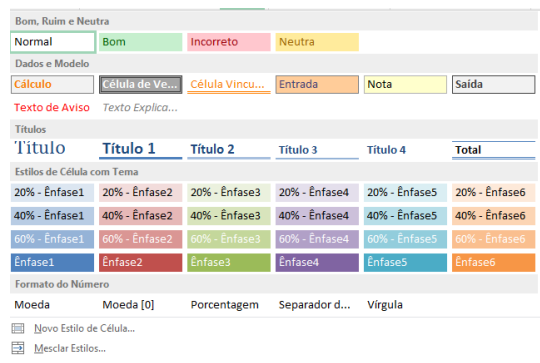 Bom, Ruim e Neutra
Normal Bom Incorreto Neutra
Dados e Modelo
Cálculo Célula de Ve... Célula Vincu... Entrada Nota Saída
Texto de Aviso Texto Explica...
Títulos
Título Título 1 Título 2 Título 3 Título 4 Total
Estilos de Célula com Tema
20% - Ênfase1 20% - Ênfase2 20% - Ênfase3 20% - Ênfase4 20% - Ênfase5 20% - Ênfase6
40% - Ênfase1 40% - Ênfase2 40% - Ênfase3 40% - Ênfase4 40% - Ênfase5 40% - Ênfase6
60% - Ênfase1 60% - Ênfase2 60% - Ênfase3 60% - Ênfase4 60% - Ênfase5 60% - Ênfase6
Ênfase1 Ênfase2 Ênfase3 Ênfase4 Ênfase5 Ênfase6
Formato do Número
Moeda Moeda [0] Porcentagem Separador d... Vírgula
Novo Estilo de Célula...
Mesclar Estilos...